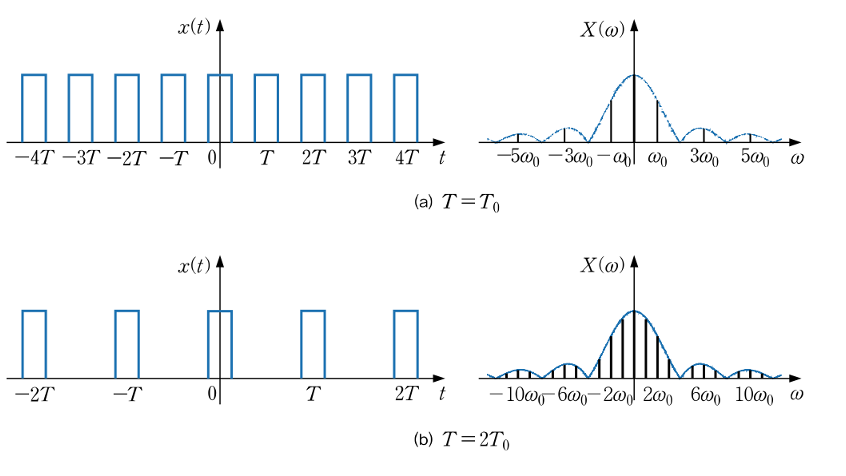 x(t) X(ω)
−4T −3T −2T −T 0 T 2T 3T 4T t −5ω₀ −3ω₀ −ω₀ ω₀ 3ω₀ 5ω₀ ω
(a) T=T₀
x(t) X(ω)
−2T −T 0 T 2T t −10ω₀ −6ω₀ −2ω₀ 2ω₀ 6ω₀ 10ω₀ ω
(b) T=2T₀